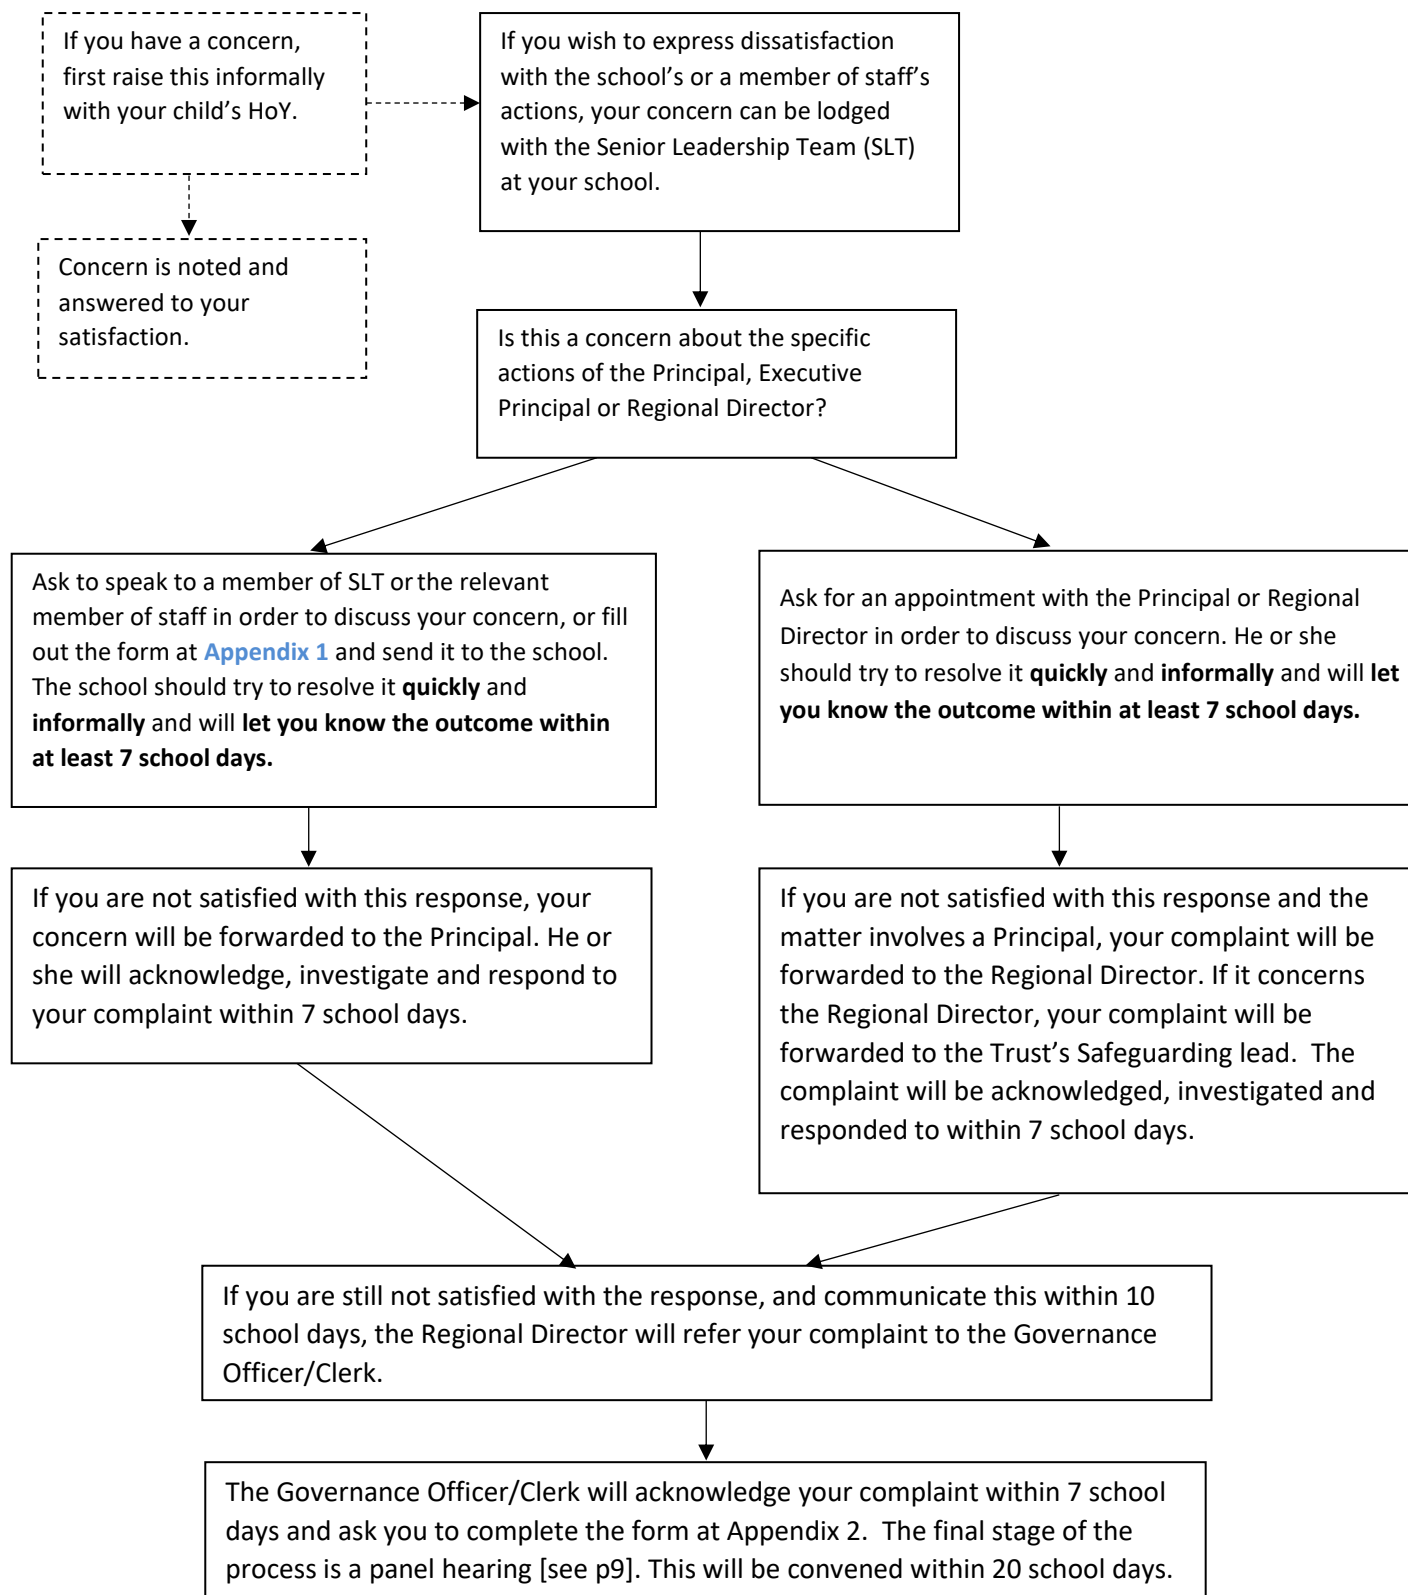 If you have a concern,
first raise this informally
with your child’s HoY.
If you wish to express dissatisfaction
with the school’s or a member of staff’s
actions, your concern can be lodged
with the Senior Leadership Team (SLT)
at your school.
Concern is noted and
answered to your
satisfaction.
Is this a concern about the specific
actions of the Principal, Executive
Principal or Regional Director?
Ask to speak to a member of SLT or the relevant
member of staff in order to discuss your concern, or fill
out the form at Appendix 1 and send it to the school.
The school should try to resolve it quickly and
informally and will let you know the outcome within
at least 7 school days.
Ask for an appointment with the Principal or Regional
Director in order to discuss your concern. He or she
should try to resolve it quickly and informally and will let
you know the outcome within at least 7 school days.
If you are not satisfied with this response, your
concern will be forwarded to the Principal. He or
she will acknowledge, investigate and respond to
your complaint within 7 school days.
If you are not satisfied with this response and the
matter involves a Principal, your complaint will be
forwarded to the Regional Director. If it concerns
the Regional Director, your complaint will be
forwarded to the Trust’s Safeguarding lead.  The
complaint will be acknowledged, investigated and
responded to within 7 school days.
If you are still not satisfied with the response, and communicate this within 10
school days, the Regional Director will refer your complaint to the Governance
Officer/Clerk.
The Governance Officer/Clerk will acknowledge your complaint within 7 school
days and ask you to complete the form at Appendix 2.  The final stage of the
process is a panel hearing [see p9]. This will be convened within 20 school days.